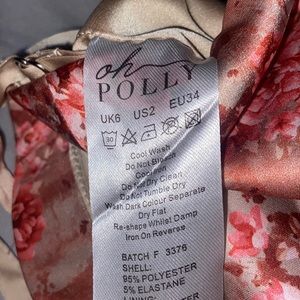 oh
POLLY
UK6 US2 EU34
30
Cool Wash
Do Not Bleach
Cool Iron
Do Not Dry Clean
Do Not Tumble Dry
Wash Dark Colour Separate
Dry Flat
Re-shape Whilst Damp
Iron On Reverse
BATCH F 3376
SHELL:
95% POLYESTER
5% ELASTANE
LINING: